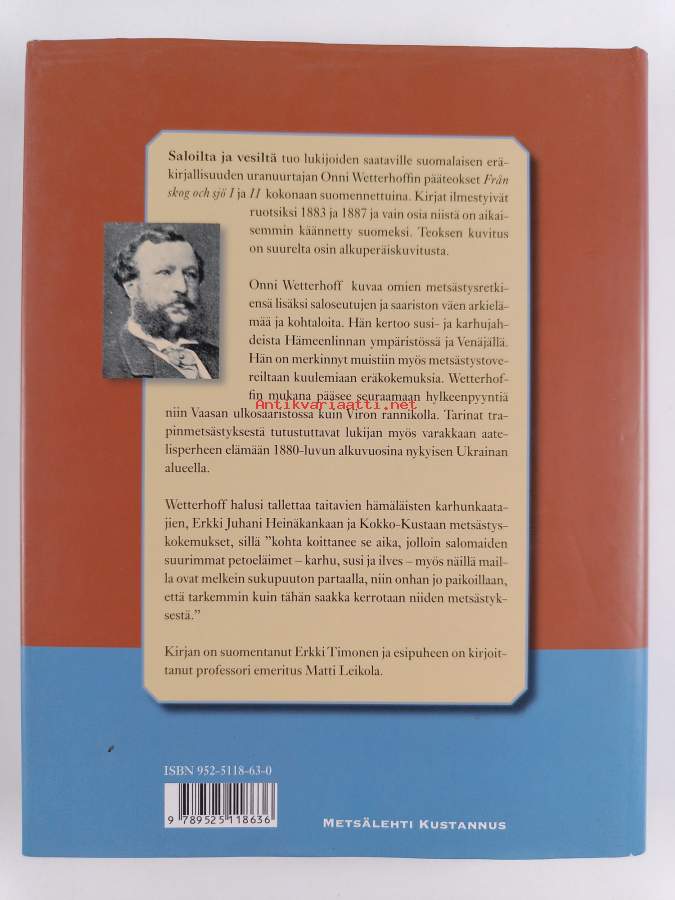 Saloilta ja vesiltä tuo lukijoiden saataville suomalaisen erä-
kirjallisuuden uranuurtajan Onni Wetterhoffin pääteokset Från
skog och sjö I ja II kokonaan suomennettuina. Kirjat ilmestyivät
ruotsiksi 1883 ja 1887 ja vain osia niistä on aikai-
semmin käännetty suomeksi. Teoksen kuvitus
on suurelta osin alkuperäiskuvitusta.
Onni Wetterhoff kuvaa omien metsästysretki-
ensä lisäksi saloseutujen ja saariston väen arkielä-
mää ja kohtaloita. Hän kertoo susi- ja karhujah-
deista Hämeenlinnan ympäristössä ja Venäjällä.
Hän on merkinnyt muistiin myös metsästystove-
reiltaan kuulemiaan eräkokemuksia. Wetterhof-
fin mukana pääsee seuraamaan hylkeenpyyntiä
Antikvariaatti.net
niin Vaasan ulkosaaristossa kuin Viron rannikolla. Tarinat tra-
pinmetsästyksestä tutustuttavat lukijan myös varakkaan aate-
lisperheen elämään 1880-luvun alkuvuosina nykyisen Ukrainan
alueella.
Wetterhoff halusi tallettaa taitavien hämäläisten karhunkaata-
jien, Erkki Juhani Heinäkankaan ja Kokko-Kustaan metsästys-
kokemukset, sillä ”kohta koittanee se aika, jolloin salomaiden
suurimmat petoeläimet – karhu, susi ja ilves – myös näillä mail-
la ovat melkein sukupuuton partaalla, niin onhan jo paikoillaan,
että tarkemmin kuin tähän saakka kerrotaan niiden metsästyk-
sestä.”
Kirjan on suomentanut Erkki Timonen ja esipuheen on kirjoit-
tanut professori emeritus Matti Leikola.
ISBN 952-5118-63-0
9 789525 118636
METSÄLEHTI KUSTANNUS